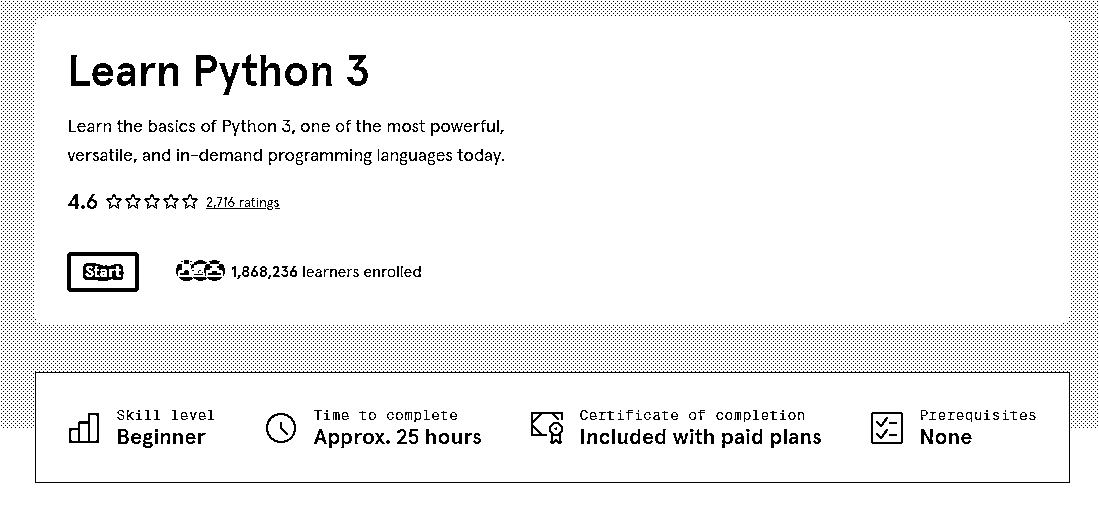 Learn Python 3
Learn the basics of Python 3, one of the most powerful,
versatile, and in-demand programming languages today.
4.6 2,716 ratings
Start 1,868,236 learners enrolled
Skill level
Beginner
Time to complete
Approx. 25 hours
Certificate of completion
Included with paid plans
Prerequisites
None